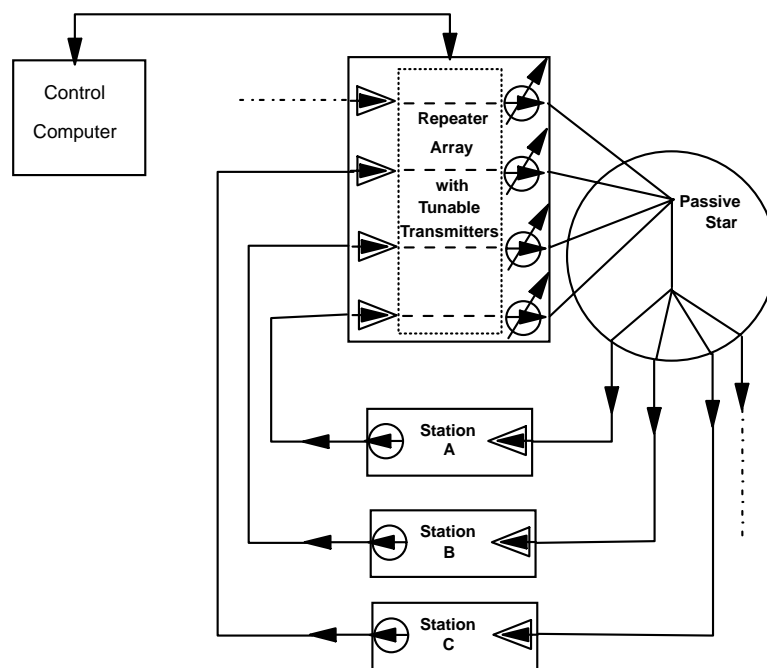 Control
Computer
Repeater
Array
with
Tunable
Transmitters
Passive
Star
Station
A
Station
B
Station
C